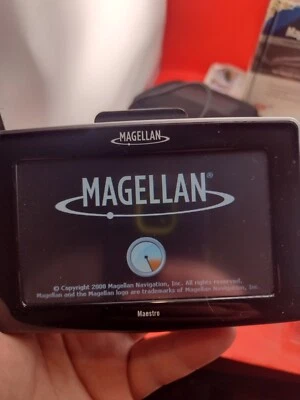 MAGELLAN
MAGELLAN®
© Copyright 2008 Magellan Navigation, Inc. All rights reserved.
Magellan and the Magellan logo are trademarks of Magellan Navigation, Inc.
Maestro